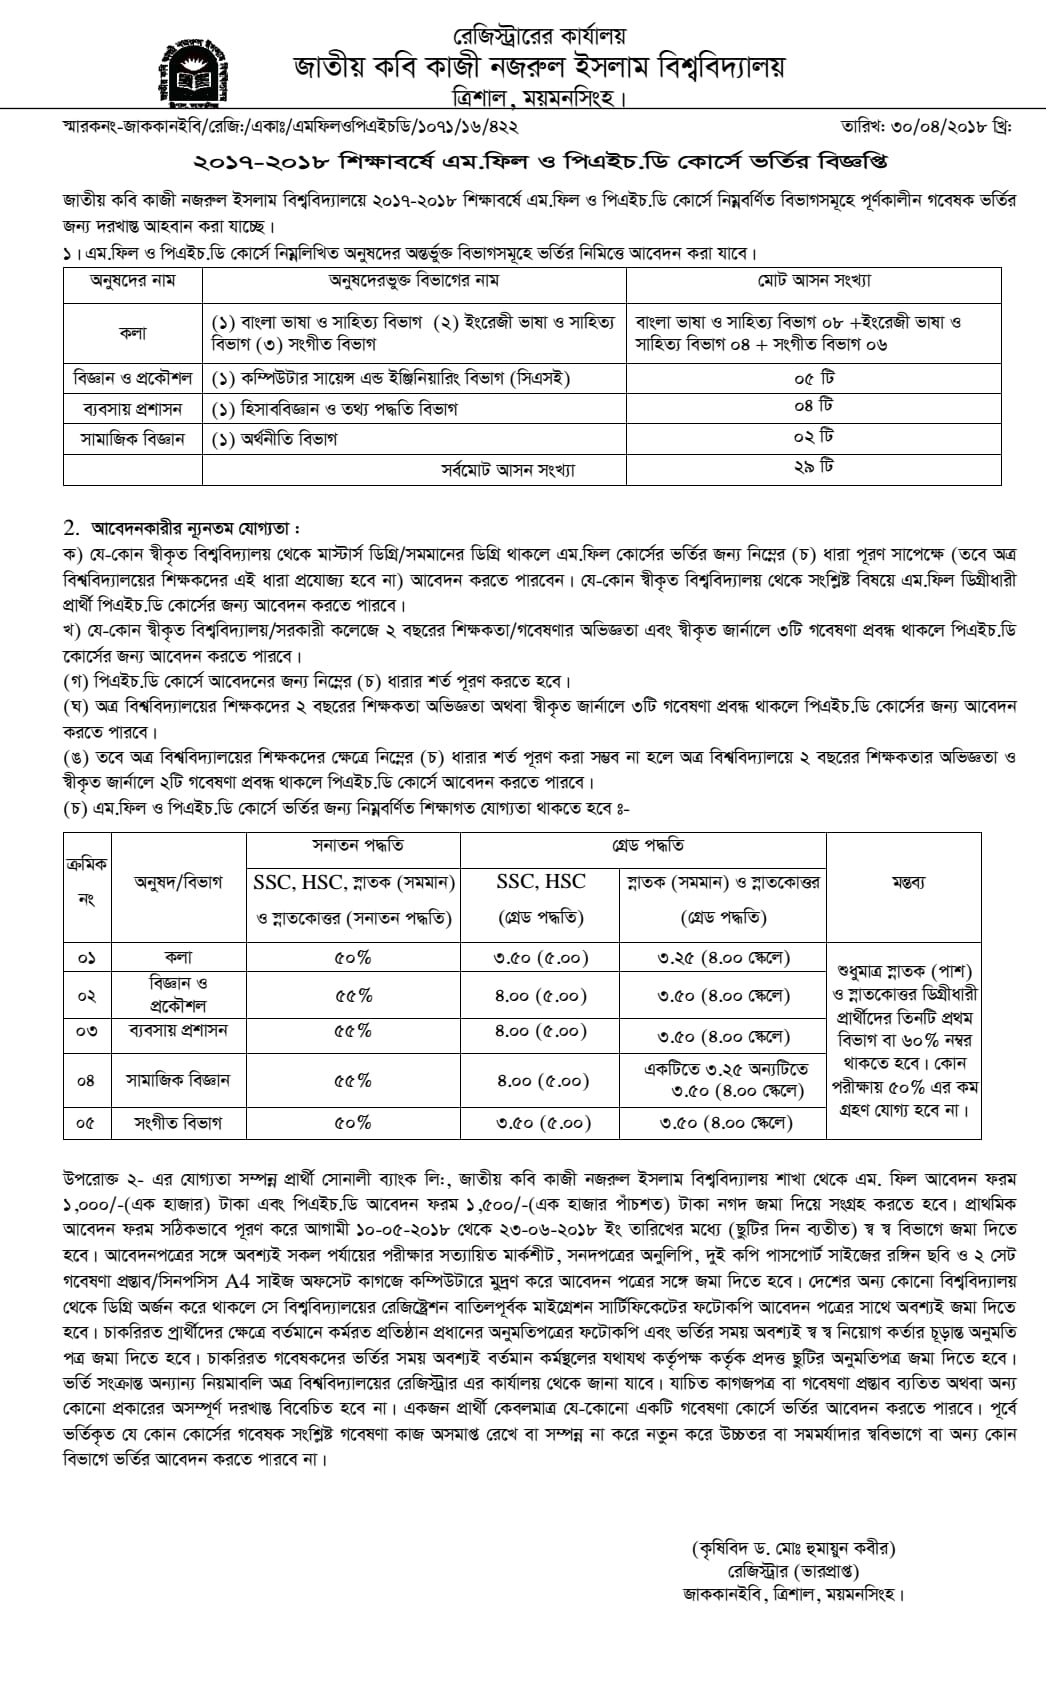 রেজিস্ট্রারের কার্যালয়
জাতীয় কবি কাজী নজরুল ইসলাম বিশ্ববিদ্যালয়
ত্রিশাল, ময়মনসিংহ।
স্মারকনং-জাককানইবি/রেজি:/একাঃ/এমফিলওপিএইচডি/১০৭১/১৬/৪২২ তারিখ: ৩০/০৪/২০১৮ খ্রি:
২০১৭-২০১৮ শিক্ষাবর্ষে এম.ফিল ও পিএইচ.ডি কোর্সে ভর্তির বিজ্ঞপ্তি
জাতীয় কবি কাজী নজরুল ইসলাম বিশ্ববিদ্যালয়ে ২০১৭-২০১৮ শিক্ষাবর্ষে এম.ফিল ও পিএইচ.ডি কোর্সে নিম্নবর্ণিত বিভাগসমূহে পূর্ণকালীন গবেষক ভর্তির
জন্য দরখাস্ত আহবান করা যাচ্ছে।
১। এম.ফিল ও পিএইচ.ডি কোর্সে নিম্নলিখিত অনুষদের অন্তর্ভুক্ত বিভাগসমূহে ভর্তির নিমিত্তে আবেদন করা যাবে।
অনুষদের নাম অনুষদেরভুক্ত বিভাগের নাম মোট আসন সংখ্যা
কলা (১) বাংলা ভাষা ও সাহিত্য বিভাগ (২) ইংরেজী ভাষা ও সাহিত্য বাংলা ভাষা ও সাহিত্য বিভাগ ০৮ +ইংরেজী ভাষা ও
বিভাগ (৩) সংগীত বিভাগ সাহিত্য বিভাগ ০৪ + সংগীত বিভাগ ০৬
বিজ্ঞান ও প্রকৌশল (১) কম্পিউটার সায়েন্স এন্ড ইঞ্জিনিয়ারিং বিভাগ (সিএসই) ০৫ টি
ব্যবসায় প্রশাসন (১) হিসাববিজ্ঞান ও তথ্য পদ্ধতি বিভাগ ০৪ টি
সামাজিক বিজ্ঞান (১) অর্থনীতি বিভাগ ০২ টি
সর্বমোট আসন সংখ্যা ২৯ টি
2. আবেদনকারীর ন্যূনতম যোগ্যতা :
ক) যে-কোন স্বীকৃত বিশ্ববিদ্যালয় থেকে মাস্টার্স ডিগ্রি/সমমানের ডিগ্রি থাকলে এম.ফিল কোর্সের ভর্তির জন্য নিম্নের (চ) ধারা পূরণ সাপেক্ষে (তবে অত্র
বিশ্ববিদ্যালয়ের শিক্ষকদের এই ধারা প্রযোজ্য হবে না) আবেদন করতে পারবেন। যে-কোন স্বীকৃত বিশ্ববিদ্যালয় থেকে সংশ্লিষ্ট বিষয়ে এম.ফিল ডিগ্রীধারী
প্রার্থী পিএইচ.ডি কোর্সের জন্য আবেদন করতে পারবে।
খ) যে-কোন স্বীকৃত বিশ্ববিদ্যালয়/সরকারী কলেজে ২ বছরের শিক্ষকতা/গবেষণার অভিজ্ঞতা এবং স্বীকৃত জার্নালে ৩টি গবেষণা প্রবন্ধ থাকলে পিএইচ.ডি
কোর্সের জন্য আবেদন করতে পারবে।
(গ) পিএইচ.ডি কোর্সে আবেদনের জন্য নিম্নের (চ) ধারার শর্ত পূরণ করতে হবে।
(ঘ) অত্র বিশ্ববিদ্যালয়ের শিক্ষকদের ২ বছরের শিক্ষকতা অভিজ্ঞতা অথবা স্বীকৃত জার্নালে ৩টি গবেষণা প্রবন্ধ থাকলে পিএইচ.ডি কোর্সের জন্য আবেদন
করতে পারবে।
(ঙ) তবে অত্র বিশ্ববিদ্যালয়ের শিক্ষকদের ক্ষেত্রে নিম্নের (চ) ধারার শর্ত পূরণ করা সম্ভব না হলে অত্র বিশ্ববিদ্যালয়ে ২ বছরের শিক্ষকতার অভিজ্ঞতা ও
স্বীকৃত জার্নালে ২টি গবেষণা প্রবন্ধ থাকলে পিএইচ.ডি কোর্সে আবেদন করতে পারবে।
(চ) এম.ফিল ও পিএইচ.ডি কোর্সে ভর্তির জন্য নিম্নবর্ণিত শিক্ষাগত যোগ্যতা থাকতে হবে ঃ-
ক্রমিক নং অনুষদ/বিভাগ সনাতন পদ্ধতি গ্রেড পদ্ধতি মন্তব্য
SSC, HSC, স্নাতক (সমমান) SSC, HSC স্নাতক (সমমান) ও স্নাতকোত্তর
ও স্নাতকোত্তর (সনাতন পদ্ধতি) (গ্রেড পদ্ধতি) (গ্রেড পদ্ধতি)
০১ কলা ৫০% ৩.৫০ (৫.০০) ৩.২৫ (৪.০০ স্কেলে)
০২ বিজ্ঞান ও প্রকৌশল ৫৫% ৪.০০ (৫.০০) ৩.৫০ (৪.০০ স্কেলে)
০৩ ব্যবসায় প্রশাসন ৫৫% ৪.০০ (৫.০০) ৩.৫০ (৪.০০ স্কেলে)
০৪ সামাজিক বিজ্ঞান ৫৫% ৪.০০ (৫.০০) একটিতে ৩.২৫ অন্যটিতে ৩.৫০ (৪.০০ স্কেলে)
০৫ সংগীত বিভাগ ৫০% ৩.৫০ (৫.০০) ৩.৫০ (৪.০০ স্কেলে)
শুধুমাত্র স্নাতক (পাশ)
ও স্নাতকোত্তর ডিগ্রীধারী
প্রার্থীদের তিনটি প্রথম
বিভাগ বা ৬০% নম্বর
থাকতে হবে। কোন
পরীক্ষায় ৫০% এর কম
গ্রহণ যোগ্য হবে না।
উপরোক্ত ২- এর যোগ্যতা সম্পন্ন প্রার্থী সোনালী ব্যাংক লি:, জাতীয় কবি কাজী নজরুল ইসলাম বিশ্ববিদ্যালয় শাখা থেকে এম. ফিল আবেদন ফরম
১,০০০/-(এক হাজার) টাকা এবং পিএইচ.ডি আবেদন ফরম ১,৫০০/-(এক হাজার পাঁচশত) টাকা নগদ জমা দিয়ে সংগ্রহ করতে হবে। প্রাথমিক
আবেদন ফরম সঠিকভাবে পূরণ করে আগামী ১০-০৫-২০১৮ থেকে ২৩-০৬-২০১৮ ইং তারিখের মধ্যে (ছুটির দিন ব্যতীত) স্ব স্ব বিভাগে জমা দিতে
হবে। আবেদনপত্রের সঙ্গে অবশ্যই সকল পর্যায়ের পরীক্ষার সত্যায়িত মার্কশীট, সনদপত্রের অনুলিপি, দুই কপি পাসপোর্ট সাইজের রঙ্গিন ছবি ও ২ সেট
গবেষণা প্রস্তাব/সিনপসিস A4 সাইজ অফসেট কাগজে কম্পিউটারে মুদ্রণ করে আবেদন পত্রের সঙ্গে জমা দিতে হবে। দেশের অন্য কোনো বিশ্ববিদ্যালয়
থেকে ডিগ্রি অর্জন করে থাকলে সে বিশ্ববিদ্যালয়ের রেজিষ্ট্রেশন বাতিলপূর্বক মাইগ্রেশন সার্টিফিকেটের ফটোকপি আবেদন পত্রের সাথে অবশ্যই জমা দিতে
হবে। চাকরিরত প্রার্থীদের ক্ষেত্রে বর্তমানে কর্মরত প্রতিষ্ঠান প্রধানের অনুমতিপত্রের ফটোকপি এবং ভর্তির সময় অবশ্যই স্ব স্ব নিয়োগ কর্তার চূড়ান্ত অনুমতি
পত্র জমা দিতে হবে। চাকরিরত গবেষকদের ভর্তির সময় অবশ্যই বর্তমান কর্মস্থলের যথাযথ কর্তৃপক্ষ কর্তৃক প্রদত্ত ছুটির অনুমতিপত্র জমা দিতে হবে।
ভর্তি সংক্রান্ত অন্যান্য নিয়মাবলি অত্র বিশ্ববিদ্যালয়ের রেজিস্ট্রার এর কার্যালয় থেকে জানা যাবে। যাচিত কাগজপত্র বা গবেষণা প্রস্তাব ব্যতিত অথবা অন্য
কোনো প্রকারের অসম্পূর্ণ দরখাস্ত বিবেচিত হবে না। একজন প্রার্থী কেবলমাত্র যে-কোনো একটি গবেষণা কোর্সে ভর্তির আবেদন করতে পারবে। পূর্বে
ভর্তিকৃত যে কোন কোর্সের গবেষক সংশ্লিষ্ট গবেষণা কাজ অসমাপ্ত রেখে বা সম্পন্ন না করে নতুন করে উচ্চতর বা সমমর্যাদার স্ববিভাগে বা অন্য কোন
বিভাগে ভর্তির আবেদন করতে পারবে না।
(কৃষিবিদ ড. মোঃ হুমায়ুন কবীর)
রেজিস্ট্রার (ভারপ্রাপ্ত)
জাককানইবি, ত্রিশাল, ময়মনসিংহ।